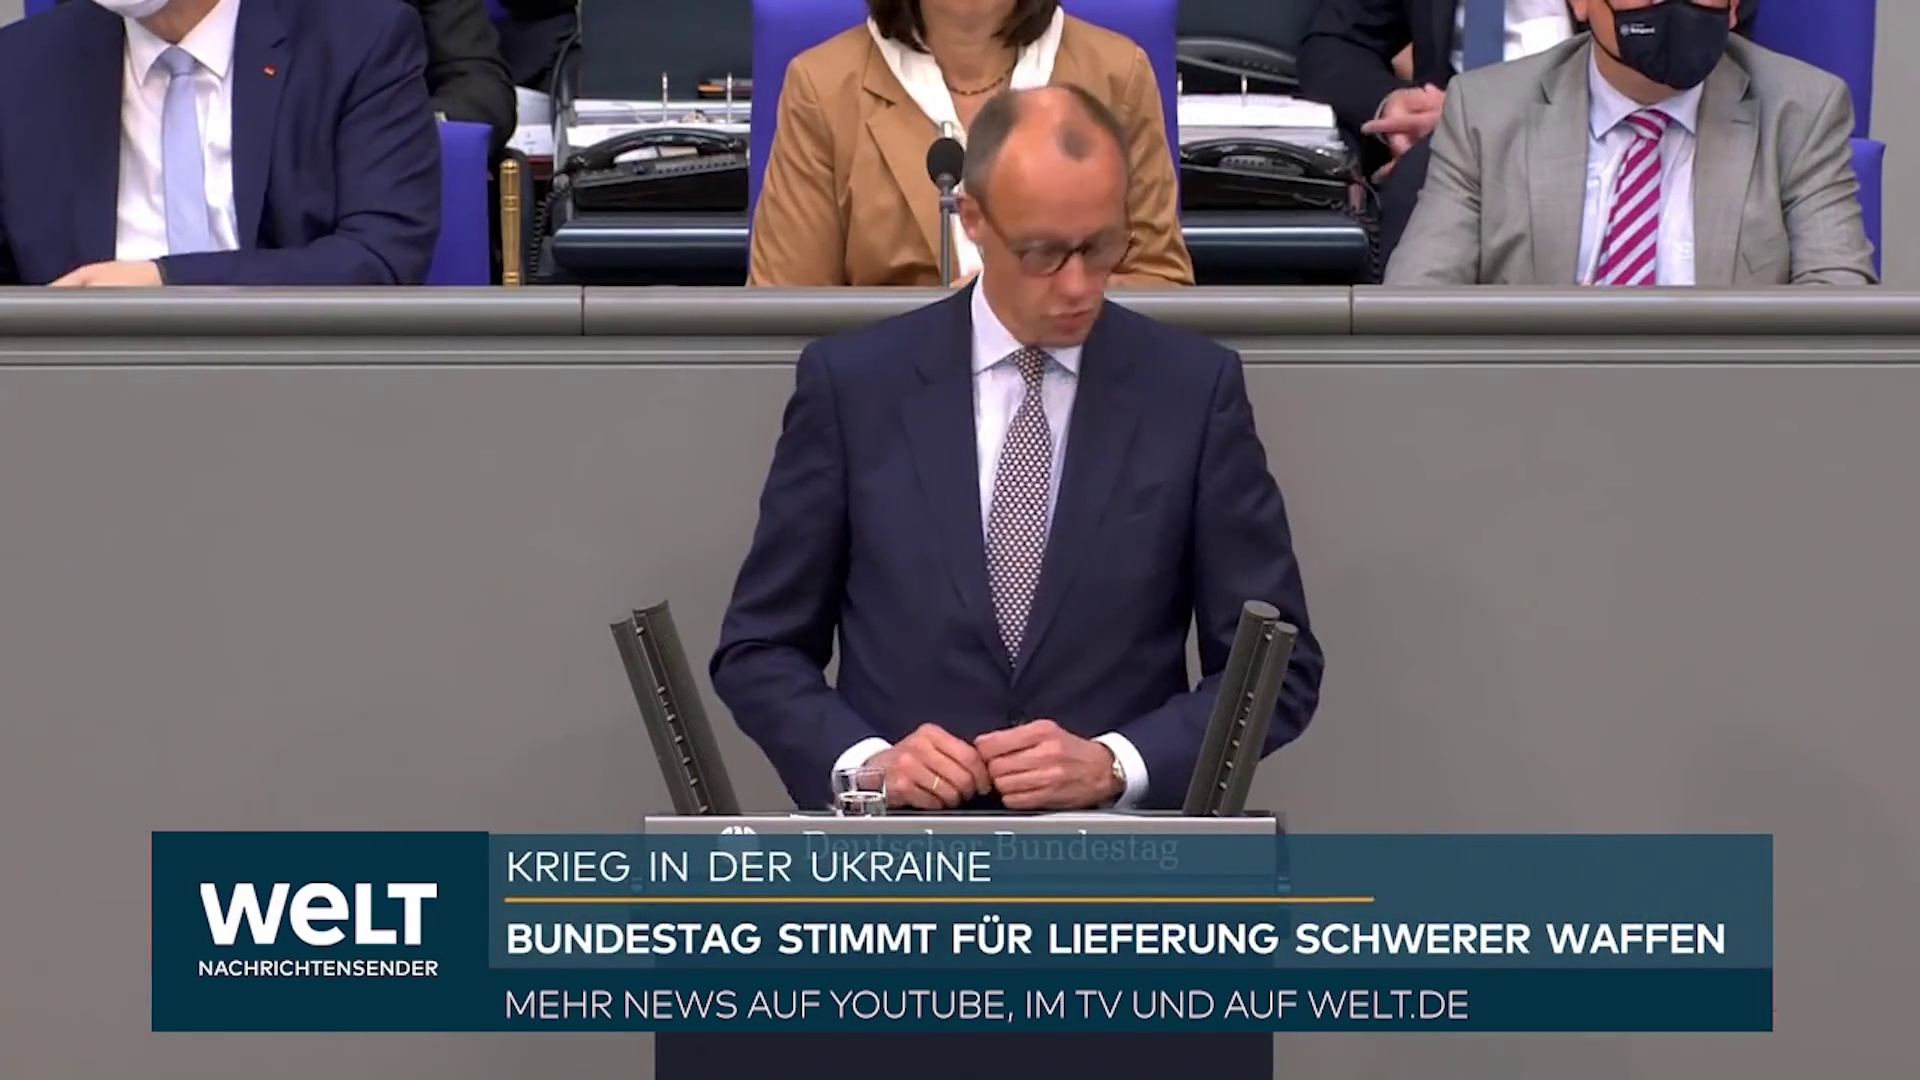 Deutscher Bundestag
KRIEG IN DER UKRAINE
BUNDESTAG STIMMT FÜR LIEFERUNG SCHWERER WAFFEN
MEHR NEWS AUF YOUTUBE, IM TV UND AUF WELT.DE
WELT
NACHRICHTENSENDER